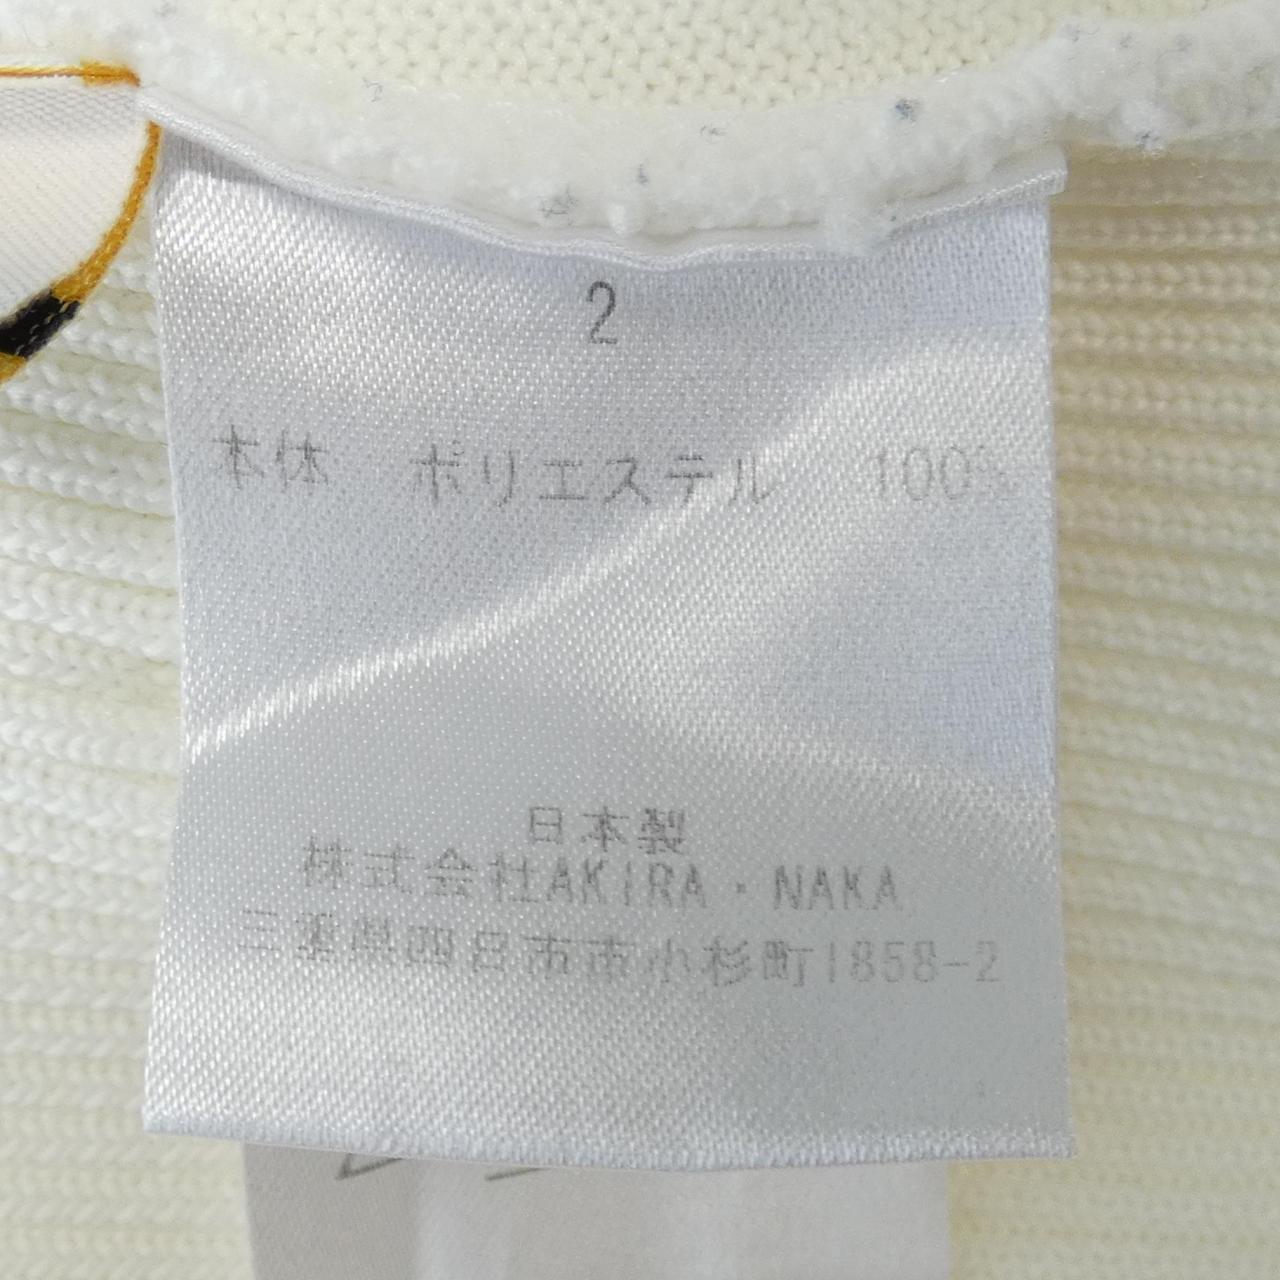 2
本体 ポリエステル 100%
日本製
株式会社AKIRA・NAKA
三重県四日市市小杉町1858-2